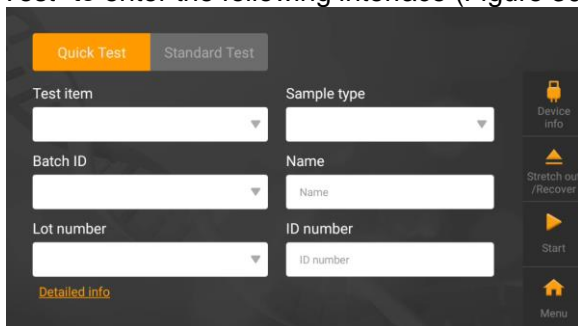 to enter the following interface (Figure
Quick Test
Standard Test
Test item
Sample type
Batch ID
Name
Name
Lot number
ID number
ID number
Detailed info
Device
info
Stretch out
/Recover
Start
Menu